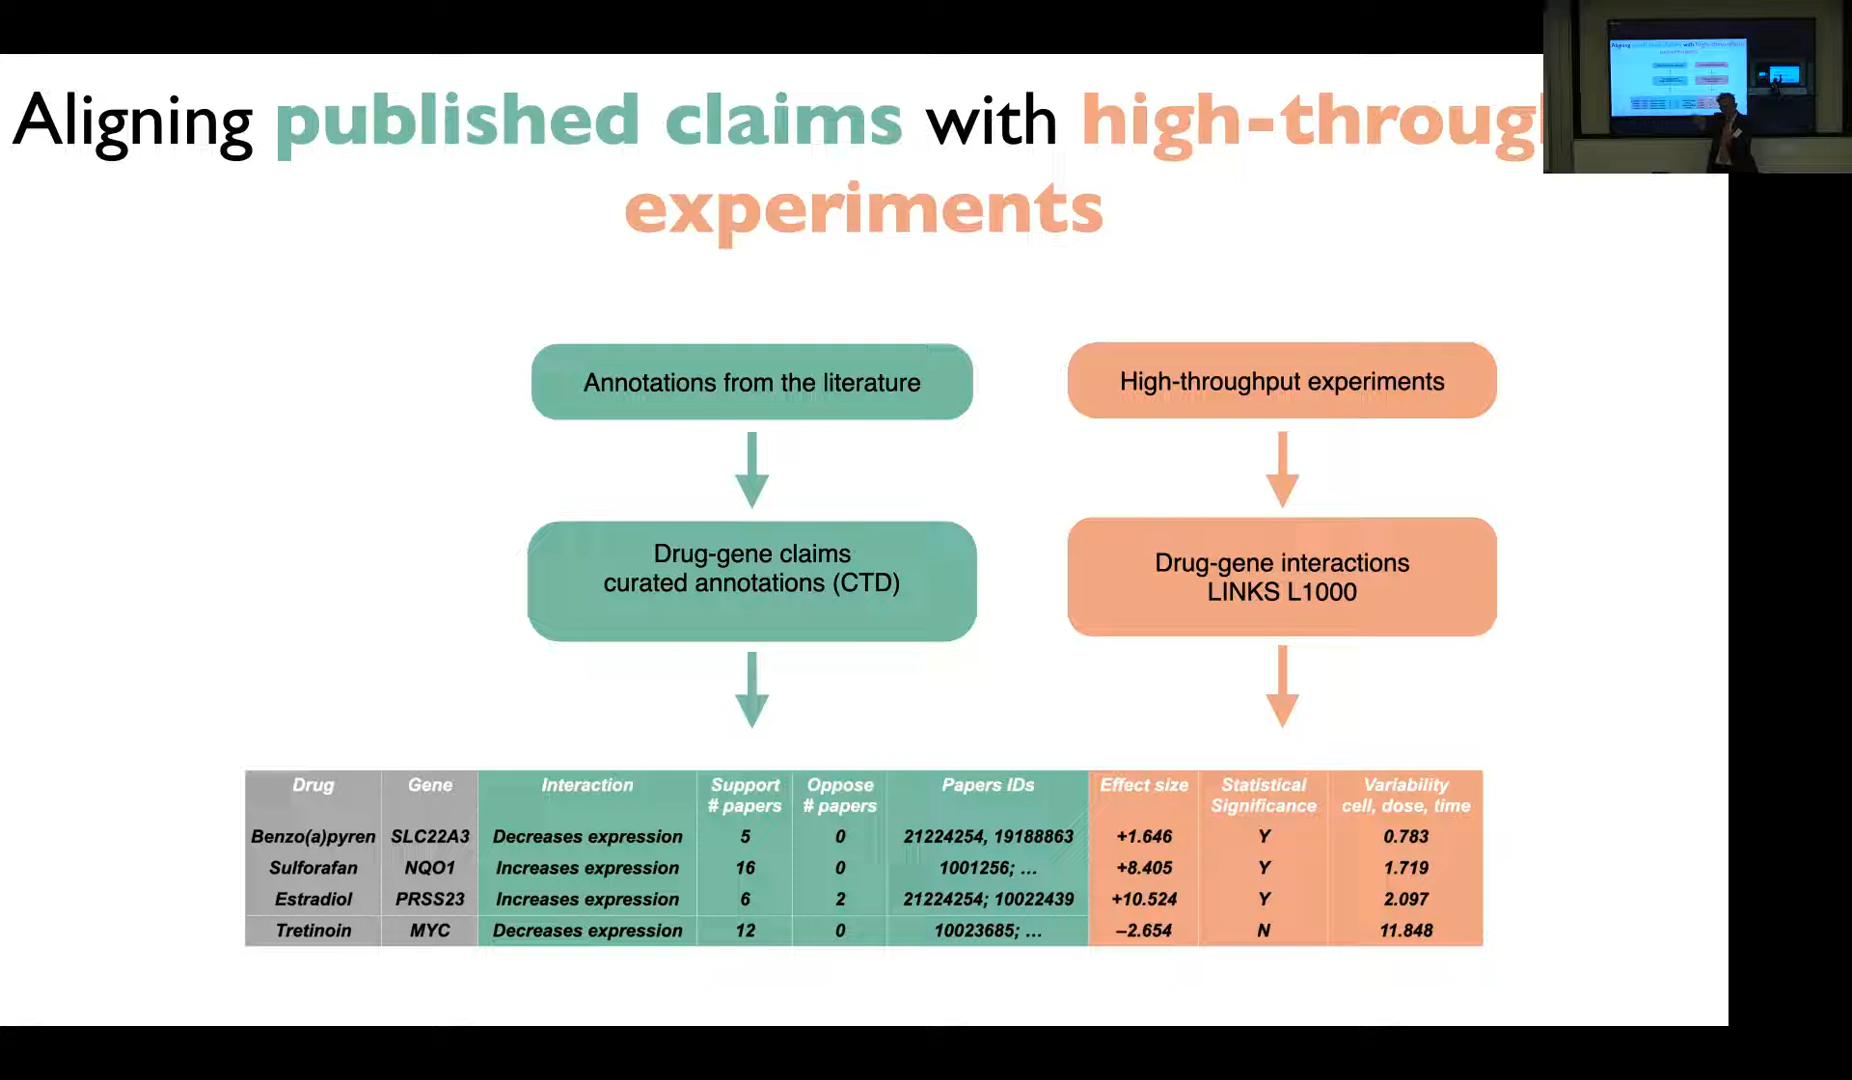 Aligning published claims with high-throug
experiments
Annotations from the literature
High-throughput experiments
Drug-gene claims
curated annotations (CTD)
Drug-gene interactions
LINKS L1000
Drug Gene Interaction Support # papers Oppose # papers Papers IDs Effect size Statistical Significance Variability cell, dose, time
Benzo(a)pyren SLC22A3 Decreases expression 5 0 21224254, 19188863 +1.646 Y 0.783
Sulforafan NQO1 Increases expression 16 0 1001256; ... +8.405 Y 1.719
Estradiol PRSS23 Increases expression 6 2 21224254; 10022439 +10.524 Y 2.097
Tretinoin MYC Decreases expression 12 0 10023685; ... –2.654 N 11.848